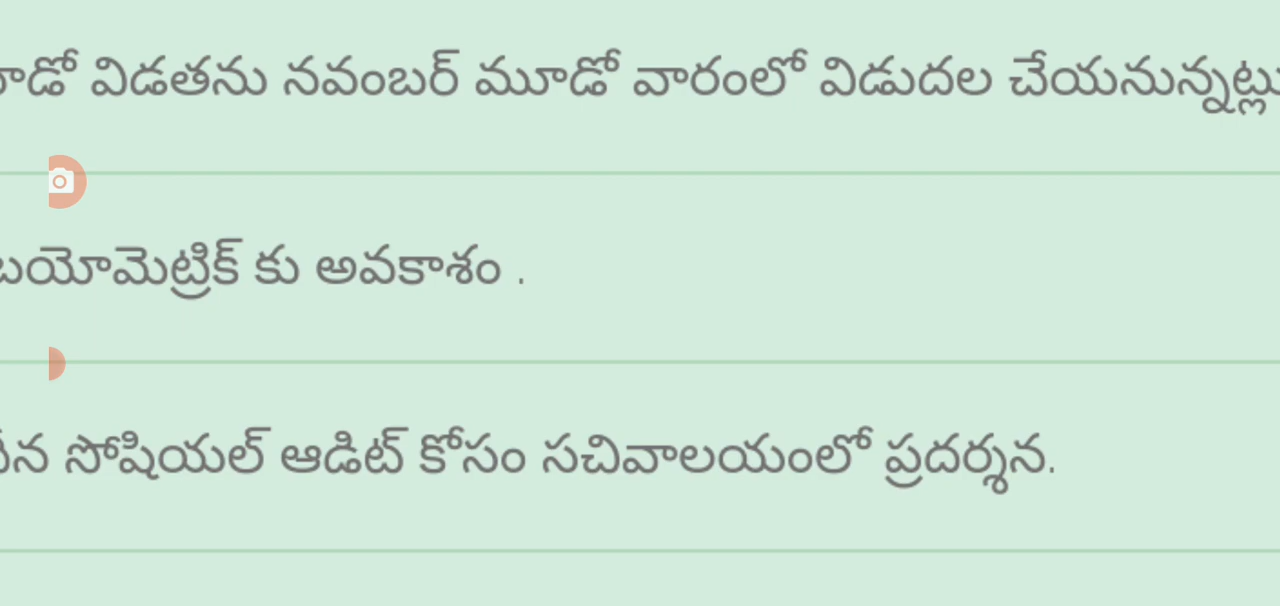 విడతను నవంబర్ మూడో వారంలో విడుదల చేయనున్నట్లు
బయోమెట్రిక్ కు అవకాశం .
సోషియల్ ఆడిట్ కోసం సచివాలయంలో ప్రదర్శన.